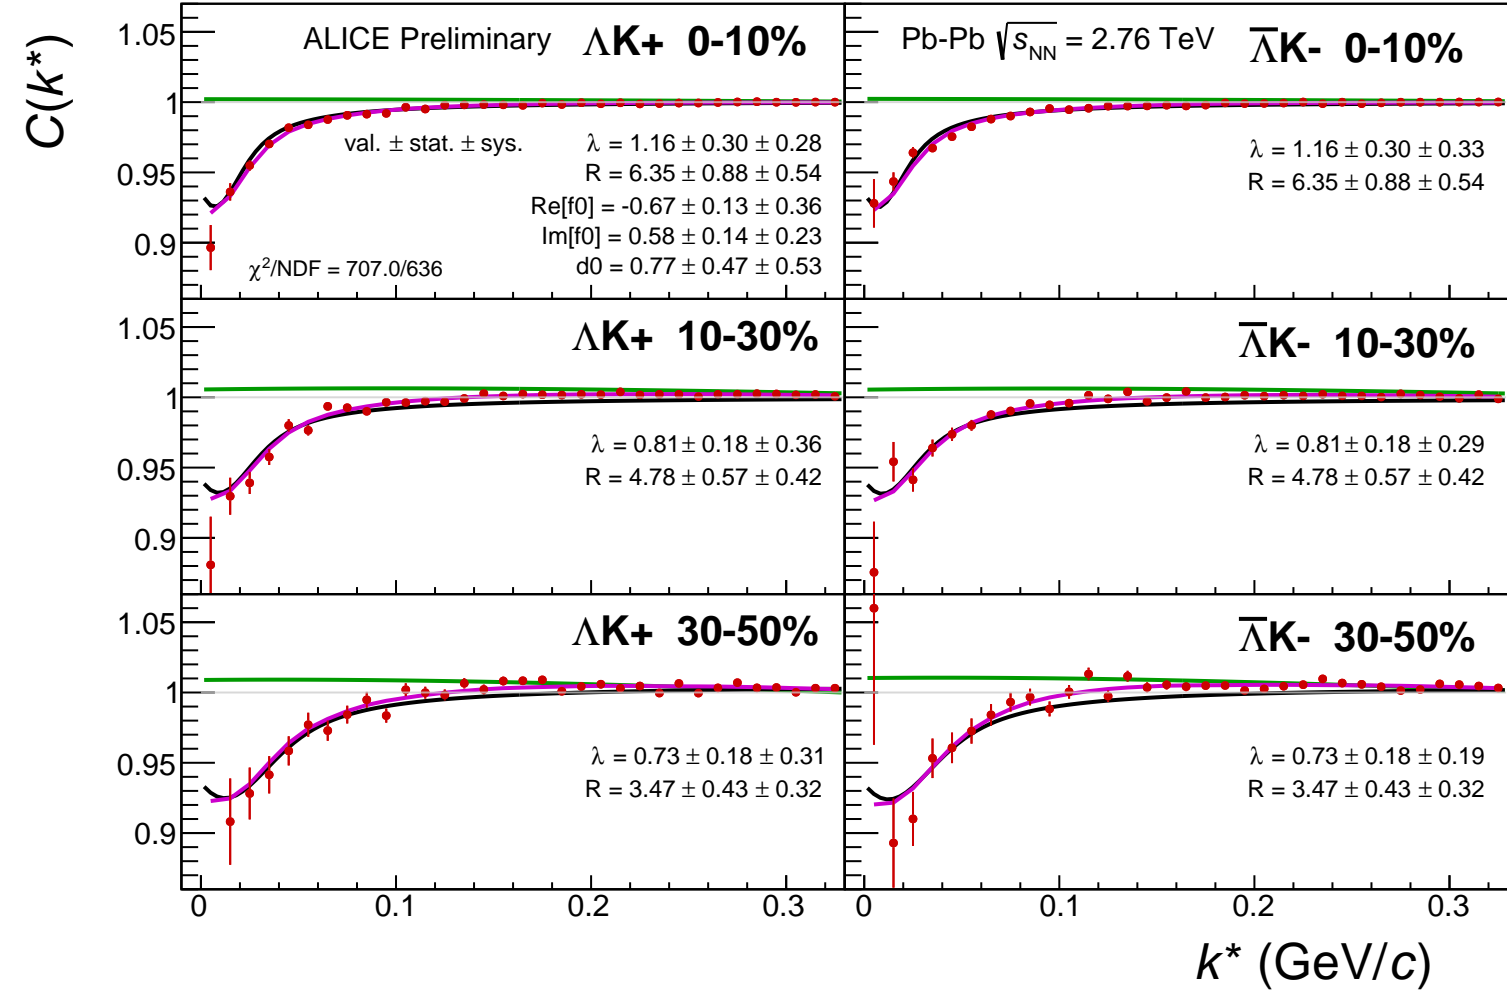 C(k*)
ALICE Preliminary ΛK+ 0-10%
1.05
1
0.95
0.9
val. ± stat. ± sys.
λ = 1.16 ± 0.30 ± 0.28
R = 6.35 ± 0.88 ± 0.54
Re[f0] = -0.67 ± 0.13 ± 0.36
Im[f0] = 0.58 ± 0.14 ± 0.23
d0 = 0.77 ± 0.47 ± 0.53
χ²/NDF = 707.0/636
Pb-Pb √s_NN = 2.76 TeV Λ̅K- 0-10%
λ = 1.16 ± 0.30 ± 0.33
R = 6.35 ± 0.88 ± 0.54
ΛK+ 10-30%
1.05
1
0.95
0.9
λ = 0.81 ± 0.18 ± 0.36
R = 4.78 ± 0.57 ± 0.42
Λ̅K- 10-30%
λ = 0.81 ± 0.18 ± 0.29
R = 4.78 ± 0.57 ± 0.42
ΛK+ 30-50%
1.05
1
0.95
0.9
λ = 0.73 ± 0.18 ± 0.31
R = 3.47 ± 0.43 ± 0.32
Λ̅K- 30-50%
λ = 0.73 ± 0.18 ± 0.19
R = 3.47 ± 0.43 ± 0.32
0 0.1 0.2 0.3
0 0.1 0.2 0.3
k* (GeV/c)